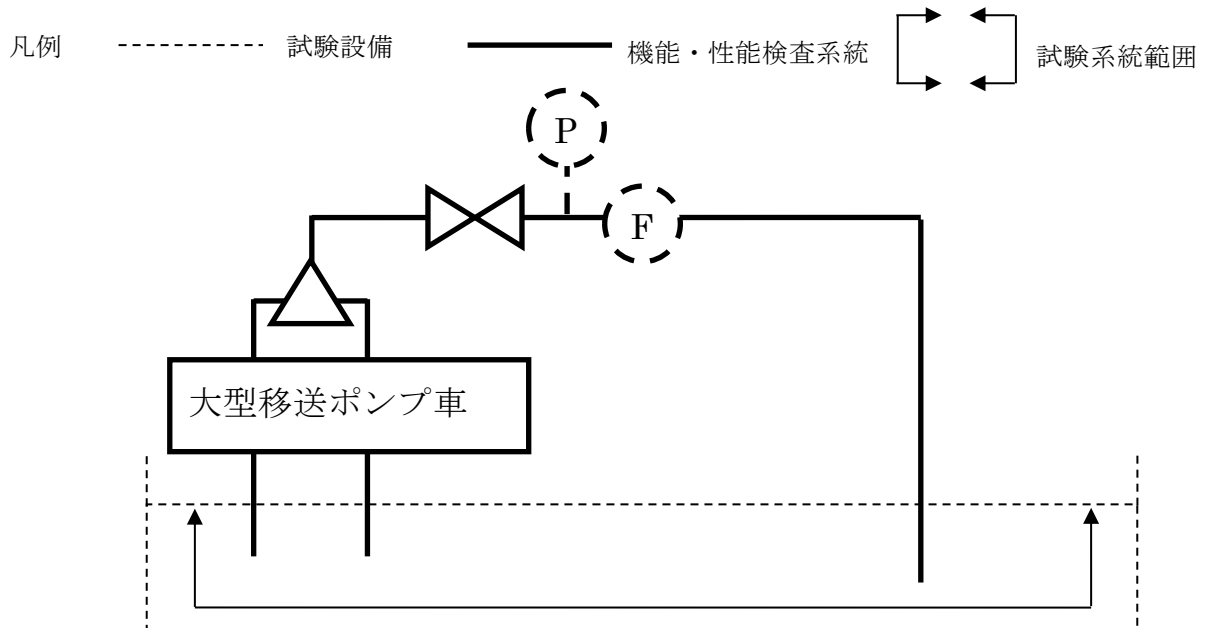 凡例
試験設備
機能・性能検査系統
試験系統範囲
P
F
大型移送ポンプ車